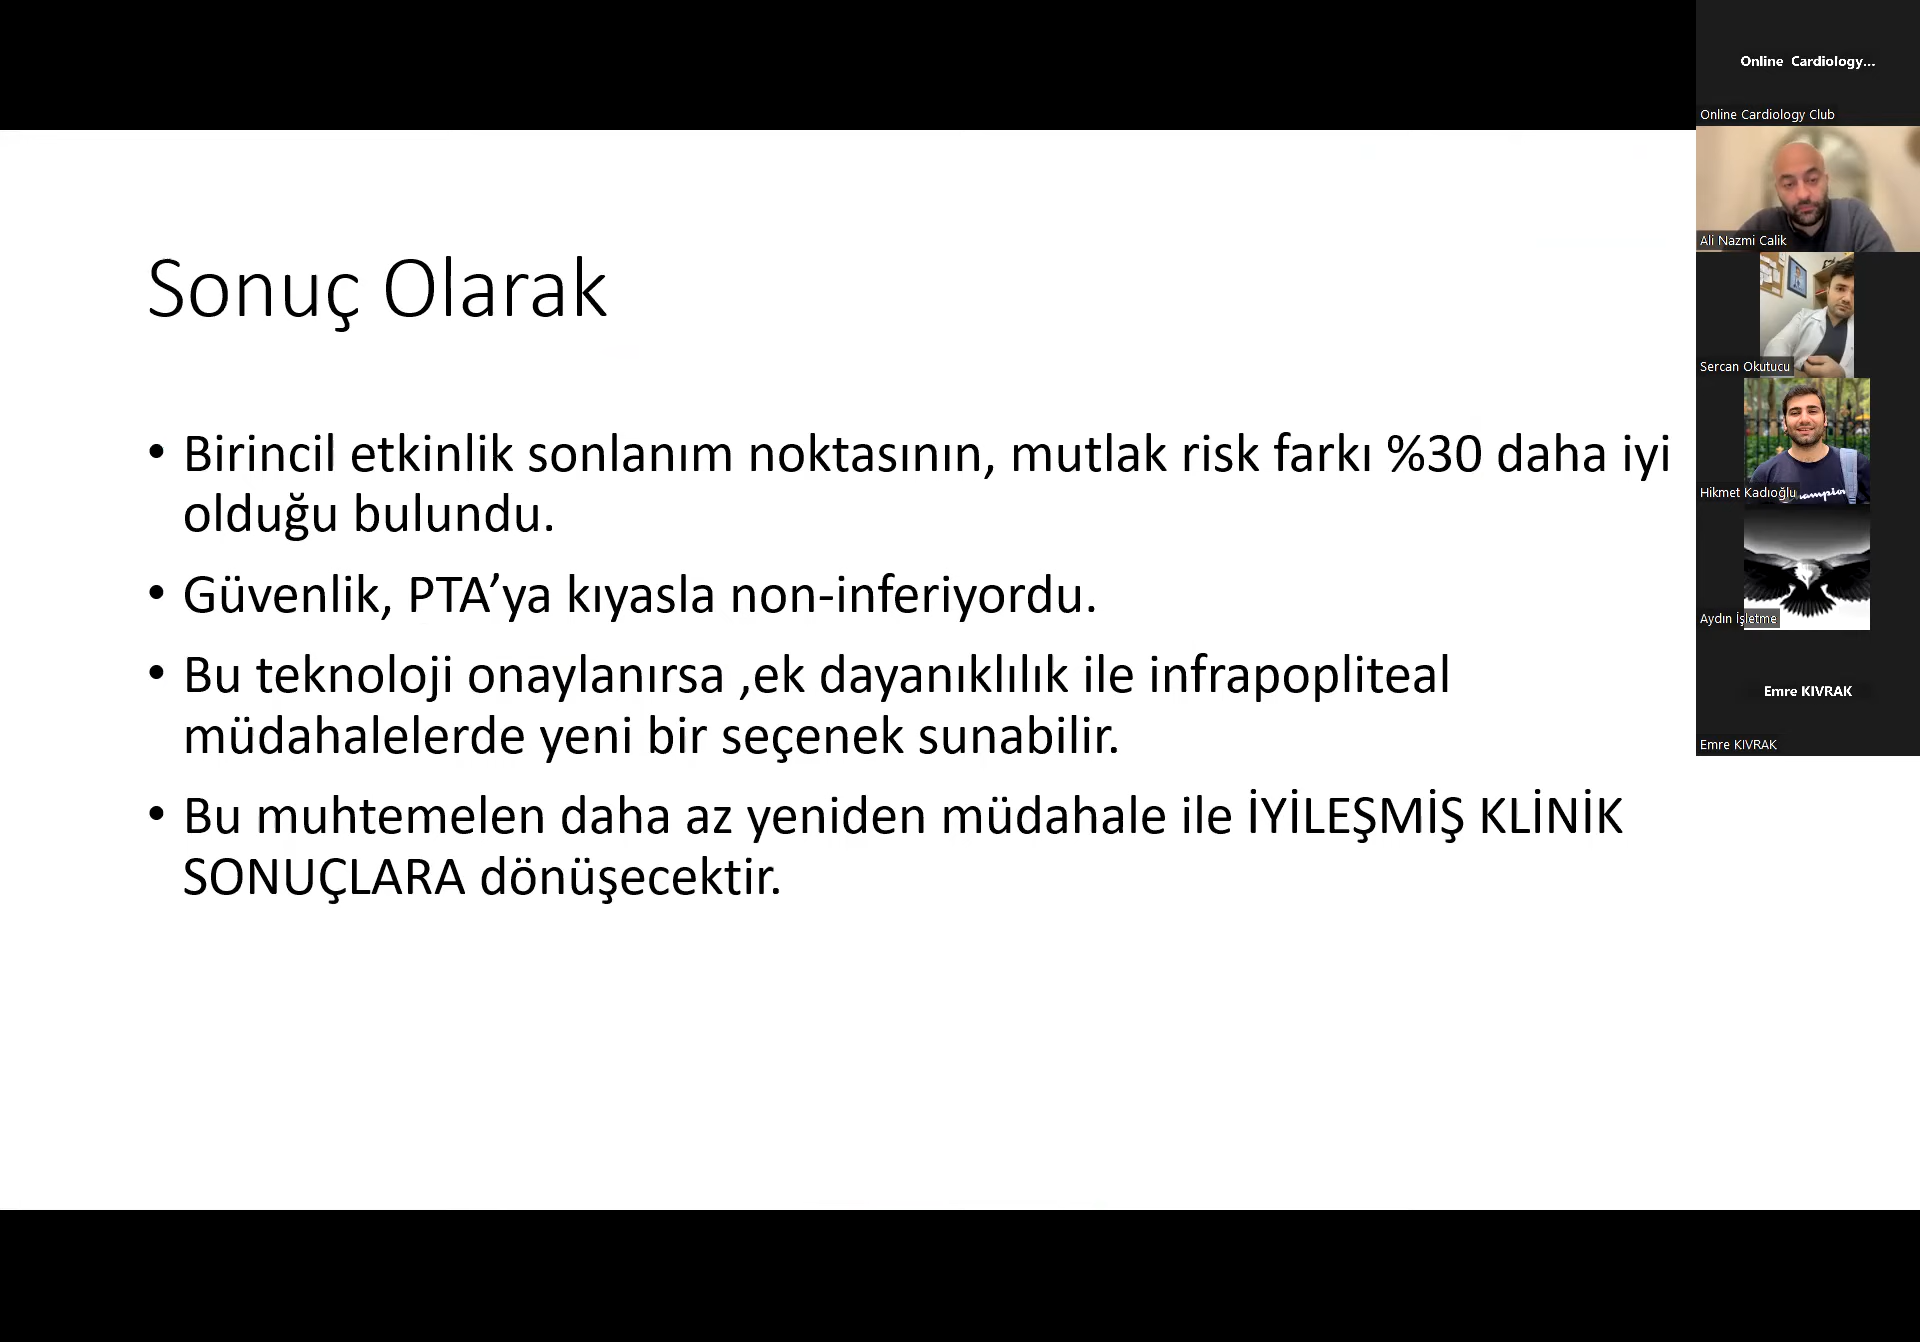 Sonuç Olarak
• Birincil etkinlik sonlanım noktasının, mutlak risk farkı %30 daha iyi
olduğu bulundu.
• Güvenlik, PTA’ya kıyasla non-inferiyordu.
• Bu teknoloji onaylanırsa ,ek dayanıklılık ile infrapopliteal
müdahalelerde yeni bir seçenek sunabilir.
• Bu muhtemelen daha az yeniden müdahale ile İYİLEŞMİŞ KLİNİK
SONUÇLARA dönüşecektir.
Online Cardiology...
Online Cardiology Club
Ali Nazmi Calik
Sercan Okutucu
Hikmet Kadıoğlu
Aydın İşletme
Emre KIVRAK
Emre KIVRAK